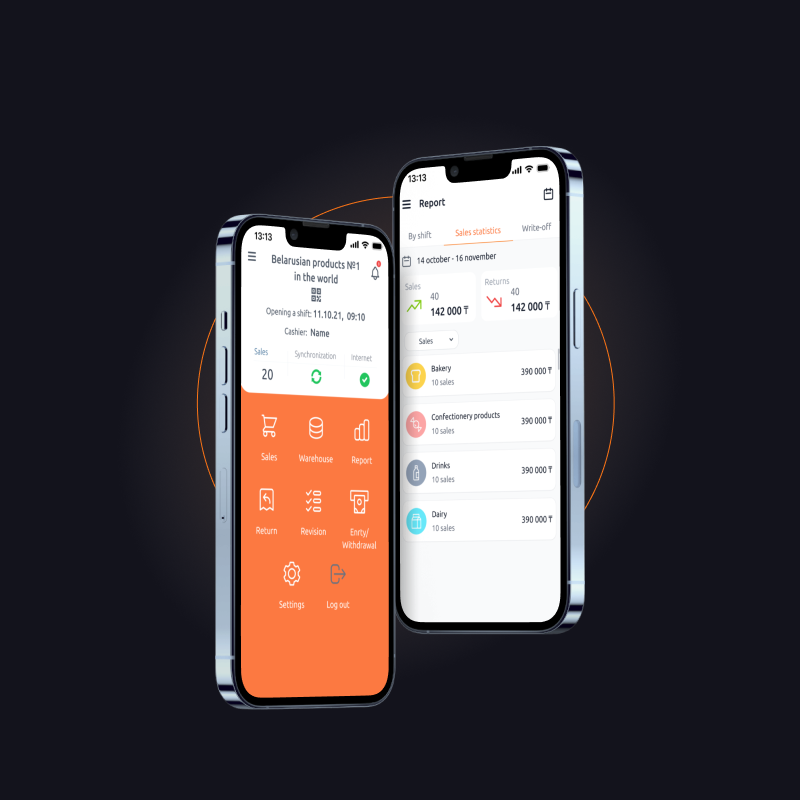 13:13
Belarusian products №1
in the world
Opening a shift: 11.10.21, 09:10
Cashier: Name
Sales
Synchronization
Internet
20
Sales
Warehouse
Report
Return
Revision
Enrty/
Withdrawal
Settings
Log out
13:13
Report
By shift
Sales statistics
Write-off
14 october - 16 november
Sales
40
142 000 ₸
Returns
40
142 000 ₸
Sales
Bakery
10 sales
390 000 ₸
Confectionery products
10 sales
390 000 ₸
Drinks
10 sales
390 000 ₸
Dairy
10 sales
390 000 ₸